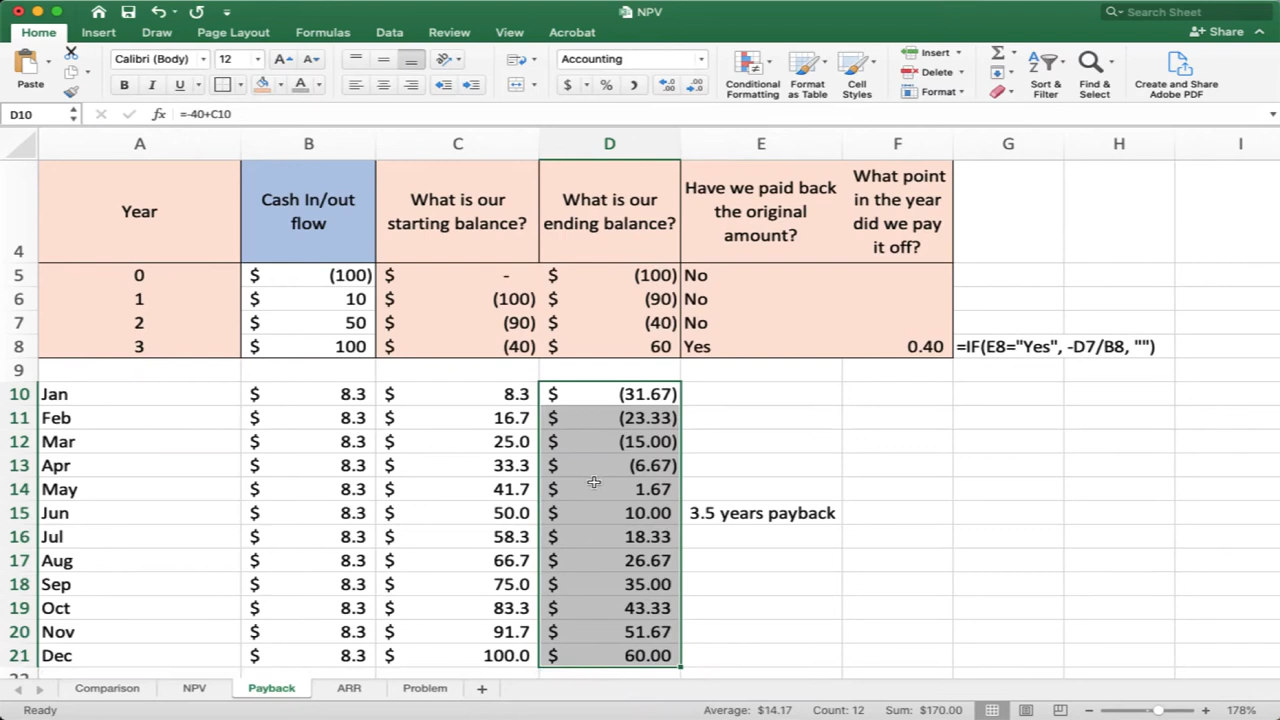 NPV
Search Sheet
Home Insert Draw Page Layout Formulas Data Review View Acrobat
Share
Paste
Calibri (Body) 12
B I U
Accounting
$ %
Conditional Formatting
Format as Table
Cell Styles
Insert
Delete
Format
Sort & Filter
Find & Select
Create and Share Adobe PDF
D10 fx =-40+C10
A B C D E F G H I
4 Year Cash In/out flow What is our starting balance? What is our ending balance? Have we paid back the original amount? What point in the year did we pay it off?
5 0 $ (100) $ - $ (100) No
6 1 $ 10 $ (100) $ (90) No
7 2 $ 50 $ (90) $ (40) No
8 3 $ 100 $ (40) $ 60 Yes 0.40 =IF(E8="Yes", -D7/B8, "")
9
10 Jan $ 8.3 $ 8.3 $ (31.67)
11 Feb $ 8.3 $ 16.7 $ (23.33)
12 Mar $ 8.3 $ 25.0 $ (15.00)
13 Apr $ 8.3 $ 33.3 $ (6.67)
14 May $ 8.3 $ 41.7 $ 1.67
15 Jun $ 8.3 $ 50.0 $ 10.00 3.5 years payback
16 Jul $ 8.3 $ 58.3 $ 18.33
17 Aug $ 8.3 $ 66.7 $ 26.67
18 Sep $ 8.3 $ 75.0 $ 35.00
19 Oct $ 8.3 $ 83.3 $ 43.33
20 Nov $ 8.3 $ 91.7 $ 51.67
21 Dec $ 8.3 $ 100.0 $ 60.00
Comparison NPV Payback ARR Problem +
Ready Average: $14.17 Count: 12 Sum: $170.00 178%